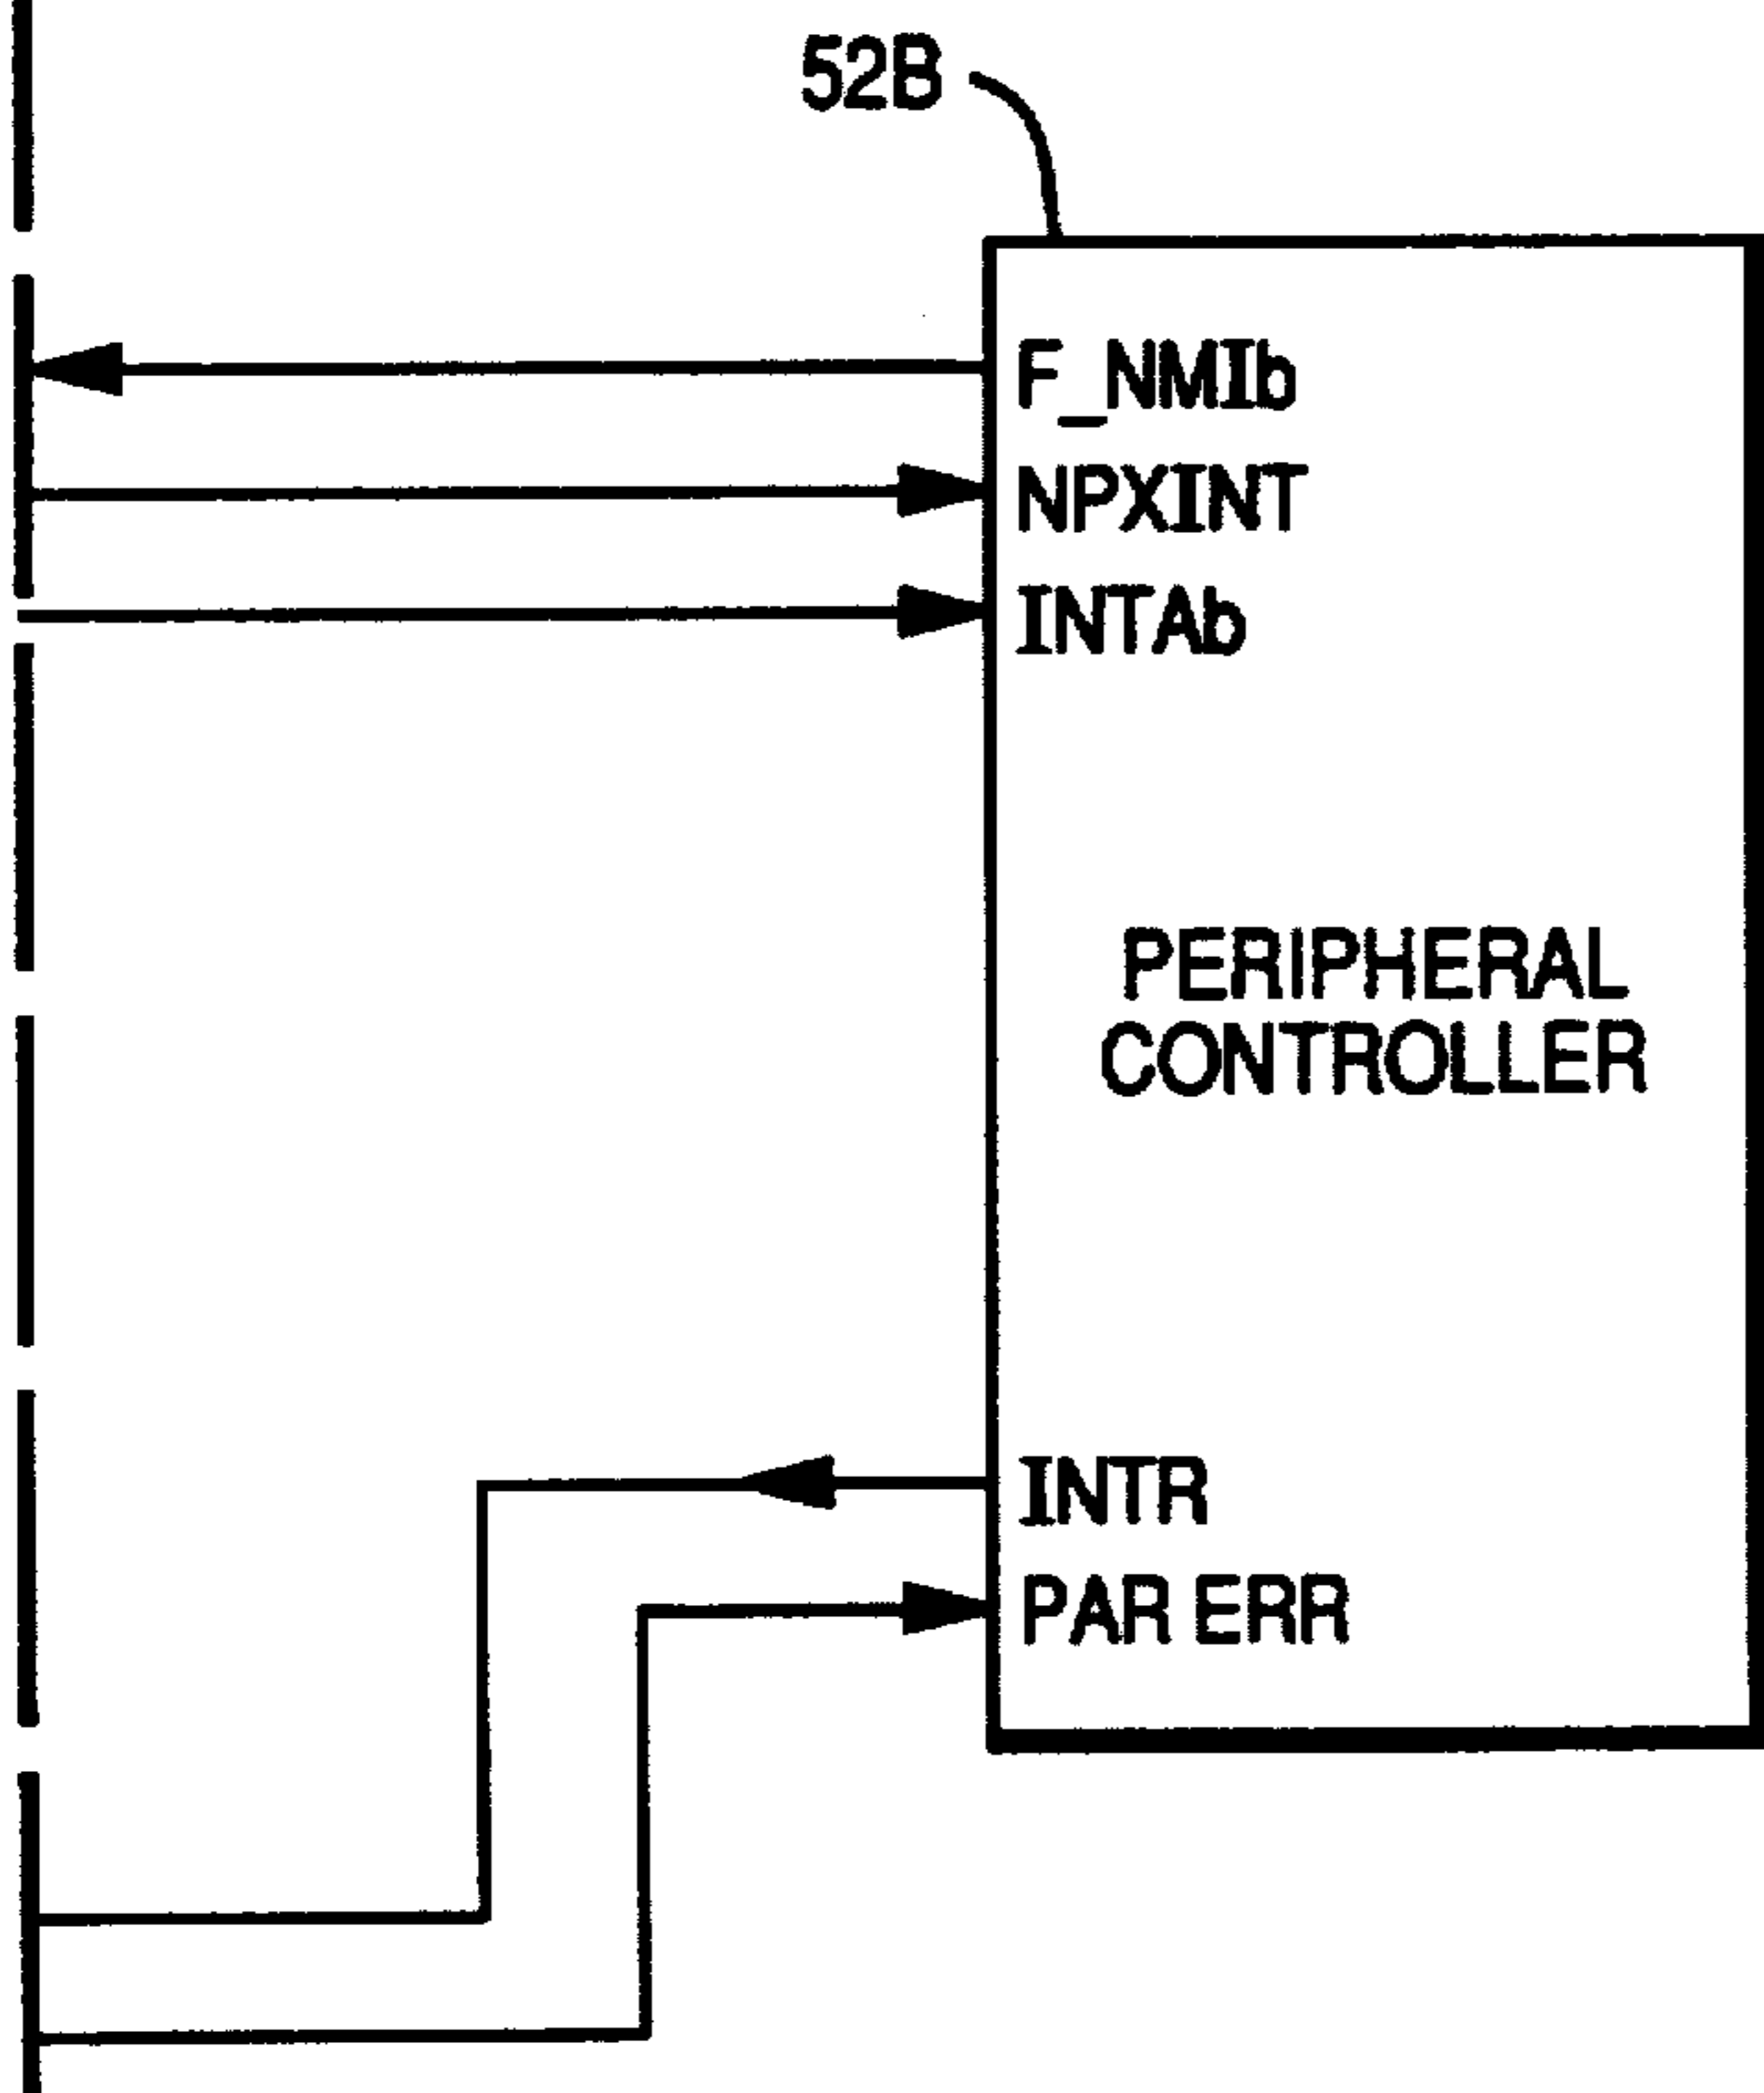 52B
F_NMIb
NPXINT
INTAb
PERIPHERAL
CONTROLLER
INTR
PAR ERR